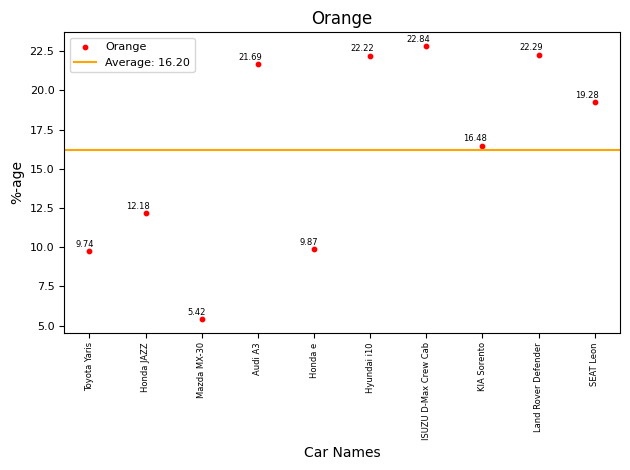 Orange
Orange
Average: 16.20
%-age
22.5
20.0
17.5
15.0
12.5
10.0
7.5
5.0
9.74
12.18
5.42
21.69
9.87
22.22
22.84
16.48
22.29
19.28
Toyota Yaris
Honda JAZZ
Mazda MX-30
Audi A3
Honda e
Hyundai i10
ISUZU D-Max Crew Cab
KIA Sorento
Land Rover Defender
SEAT Leon
Car Names